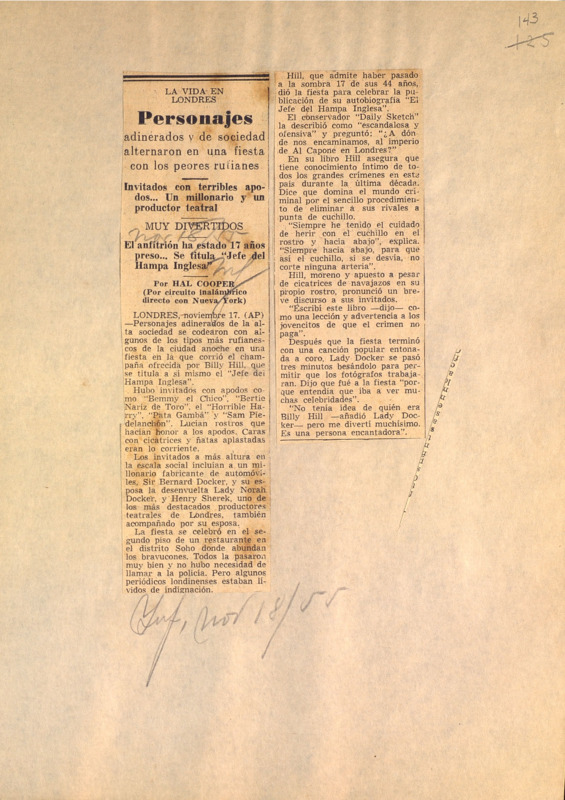 143
125
LA VIDA EN
LONDRES
Personajes
adinerados y de sociedad
alternaron en una fiesta
con los peores rufianes
Invitados con terribles apo-
dos... Un millonario y un
productor teatral
MUY DIVERTIDOS
El anfitrión ha estado 17 años
preso... Se titula "Jefe del
Hampa Inglesa"
Por HAL COOPER
(Por circuito inalámbrico
directo con Nueva York)
LONDRES, noviembre 17. (AP)
—Personajes adinerados de la al-
ta sociedad se codearon con al-
gunos de los tipos más rufianes-
cos de la ciudad anoche en una
fiesta en la que corrió el cham-
paña ofrecida por Billy Hill, que
se titula a sí mismo el "Jefe del
Hampa Inglesa".
Hubo invitados con apodos co-
mo "Bemmy el Chico", "Bertie
Nariz de Toro", el "Horrible Ha-
rry", "Pata Gamba" y "Sam Pie-
delanchón". Lucían rostros que
hacían honor a los apodos. Caras
con cicatrices y ñatas aplastadas
eran lo corriente.
Los invitados a más altura en
la escala social incluían a un mi-
llonario fabricante de automóvi-
les, Sir Bernard Docker, y su es-
posa la desenvuelta Lady Norah
Docker, y Henry Sherek, uno de
los más destacados productores
teatrales de Londres, también
acompañado por su esposa.
La fiesta se celebró en el se-
gundo piso de un restaurante en
el distrito Soho donde abundan
los bravucones. Todos la pasaron
muy bien y no hubo necesidad de
llamar a la policía. Pero algunos
periódicos londinenses estaban lí-
vidos de indignación.
Hill, que admite haber pasado
a la sombra 17 de sus 44 años,
dió la fiesta para celebrar la pu-
blicación de su autobiografía "El
Jefe del Hampa Inglesa".
El conservador "Daily Sketch"
la describió como "escandalosa y
ofensiva" y preguntó: "¿A dón-
de nos encaminamos, al imperio
de Al Capone en Londres?"
En su libro Hill asegura que
tiene conocimiento íntimo de to-
dos los grandes crímenes en este
país durante la última década.
Dice que domina el mundo cri-
minal por el sencillo procedimien-
to de eliminar a sus rivales a
punta de cuchillo.
"Siempre he tenido el cuidado
de herir con el cuchillo en el
rostro y hacia abajo", explica.
"Siempre hacia abajo, para que
así el cuchillo, si se desvía, no
corte ninguna arteria".
Hill, moreno y apuesto a pesar
de cicatrices de navajazos en su
propio rostro, pronunció un bre-
ve discurso a sus invitados.
"Escribí este libro —dijo— co-
mo una lección y advertencia a los
jovencitos de que el crimen no
paga".
Después que la fiesta terminó
con una canción popular entona-
da a coro, Lady Docker se pasó
tres minutos besándolo para per-
mitir que los fotógrafos trabaja-
ran. Dijo que fué a la fiesta "por-
que entendía que iba a ver mu-
chas celebridades".
"No tenía idea de quién era
Billy Hill —añadió Lady Doc-
ker— pero me divertí muchísimo.
Es una persona encantadora".
Inf, nov 18/55